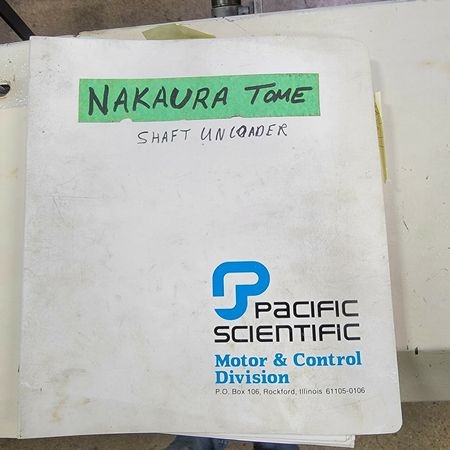 NAKAURA TOME
SHAFT UNLOADER
PACIFIC
SCIENTIFIC
Motor & Control
Division
P.O. Box 106, Rockford, Illinois 61105-0106